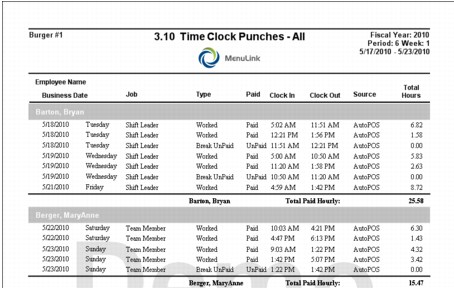 Burger #1
3.10 Time Clock Punches - All
Fiscal Year: 2010
Period: 6 Week: 1
5/17/2010 - 5/23/2010
MenuLink
Employee Name
Business Date Job Type Paid Clock In Clock Out Source Total Hours
Barton, Bryan
5/18/2010 Tuesday Shift Leader Worked Paid 5:02 AM 11:51 AM AutoPOS 6.82
5/18/2010 Tuesday Shift Leader Worked Paid 12:21 PM 1:56 PM AutoPOS 1.58
5/18/2010 Tuesday Shift Leader Break UnPaid UnPaid 11:51 AM 12:21 PM AutoPOS 0.00
5/19/2010 Wednesday Shift Leader Worked Paid 5:00 AM 10:50 AM AutoPOS 5.83
5/19/2010 Wednesday Shift Leader Worked Paid 11:20 AM 1:58 PM AutoPOS 2.63
5/19/2010 Wednesday Shift Leader Break UnPaid UnPaid 10:50 AM 11:20 AM AutoPOS 0.00
5/21/2010 Friday Shift Leader Worked Paid 4:59 AM 1:42 PM AutoPOS 8.72
Barton, Bryan Total Paid Hourly: 25.58
Berger, MaryAnne
5/22/2010 Saturday Team Member Worked Paid 10:03 AM 4:21 PM AutoPOS 6.30
5/22/2010 Saturday Team Member Worked Paid 4:47 PM 6:13 PM AutoPOS 1.43
5/23/2010 Sunday Team Member Worked Paid 9:03 AM 1:22 PM AutoPOS 4.32
5/23/2010 Sunday Team Member Worked Paid 1:42 PM 5:07 PM AutoPOS 3.42
5/23/2010 Sunday Team Member Break UnPaid UnPaid 1:22 PM 1:42 PM AutoPOS 0.00
Berger, MaryAnne Total Paid Hourly: 15.47